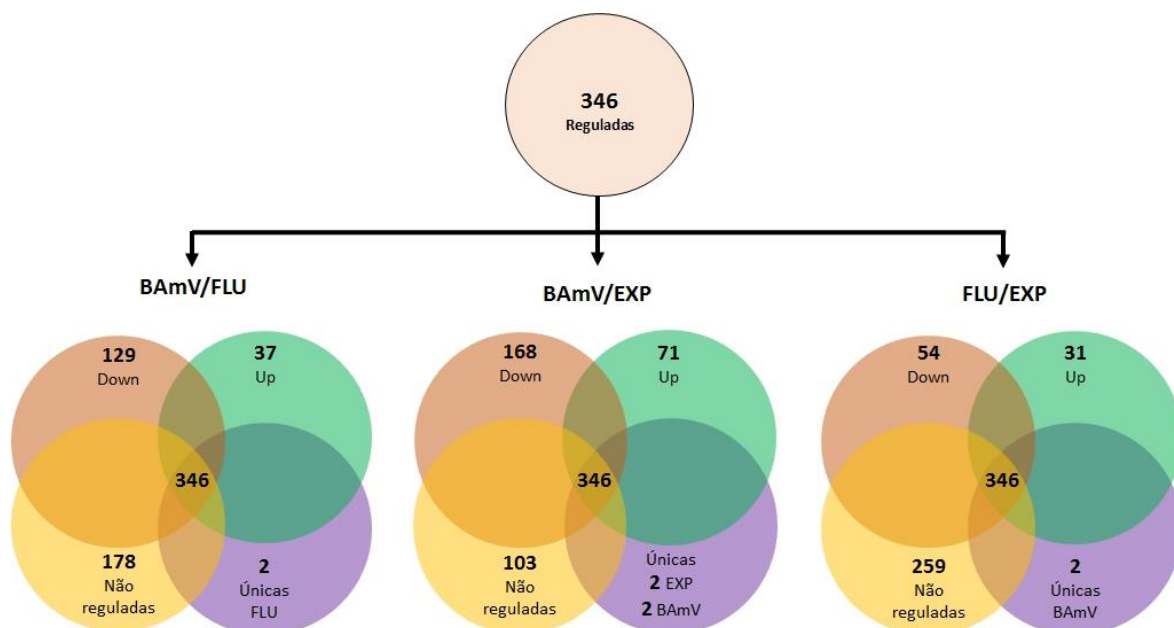 346
Reguladas
BAmV/FLU
BAmV/EXP
FLU/EXP
129
Down
37
Up
346
178
Não
reguladas
2
Únicas
FLU
168
Down
71
Up
346
103
Não
reguladas
Únicas
2 EXP
2 BAmV
54
Down
31
Up
346
259
Não
reguladas
2
Únicas
BAmV